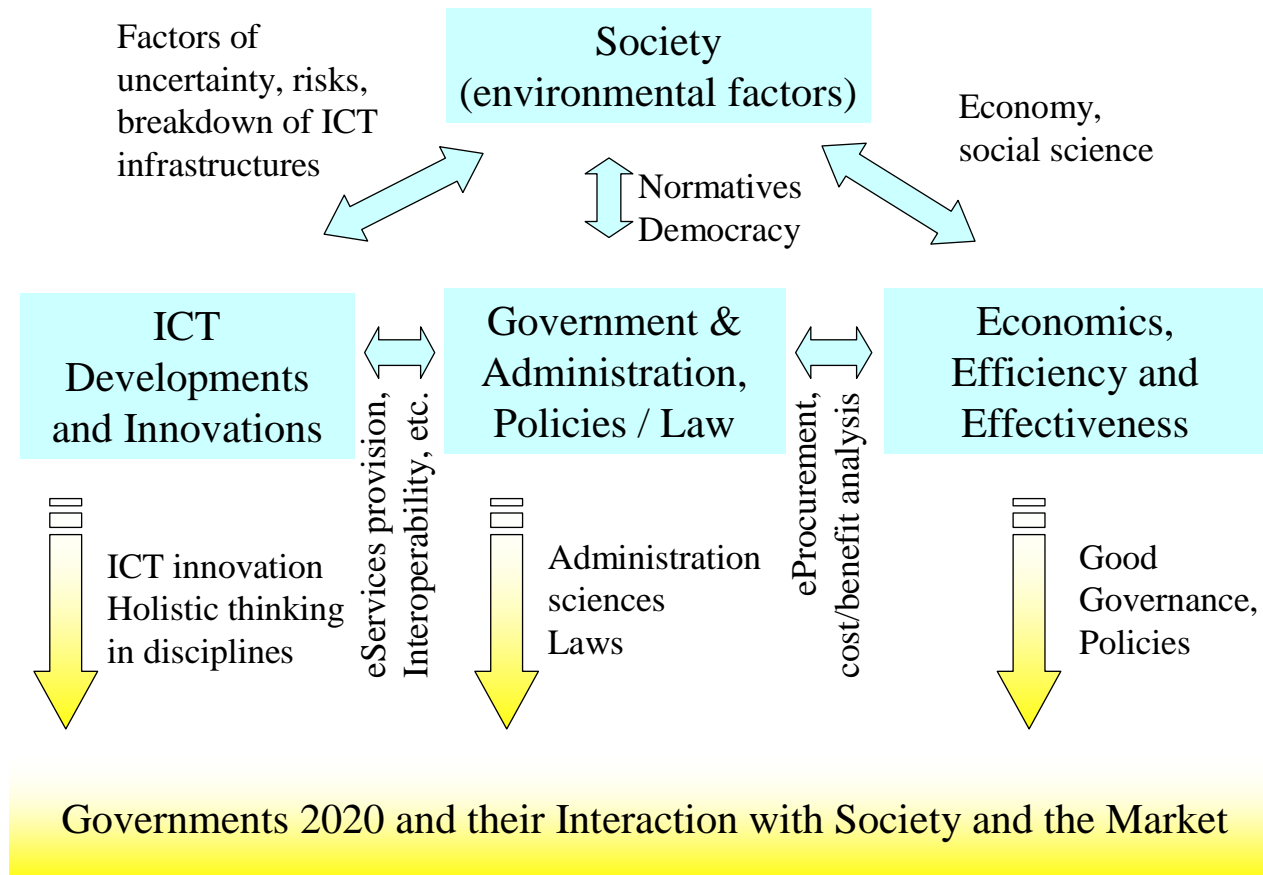 Factors of
uncertainty, risks,
breakdown of ICT
infrastructures
Society
(environmental factors)
Economy,
social science
Normatives
Democracy
ICT
Developments
and Innovations
Government &
Administration,
Policies / Law
Economics,
Efficiency and
Effectiveness
eServices provision,
Interoperability, etc.
eProcurement,
cost/benefit analysis
ICT innovation
Holistic thinking
in disciplines
Administration
sciences
Laws
Good
Governance,
Policies
Governments 2020 and their Interaction with Society and the Market